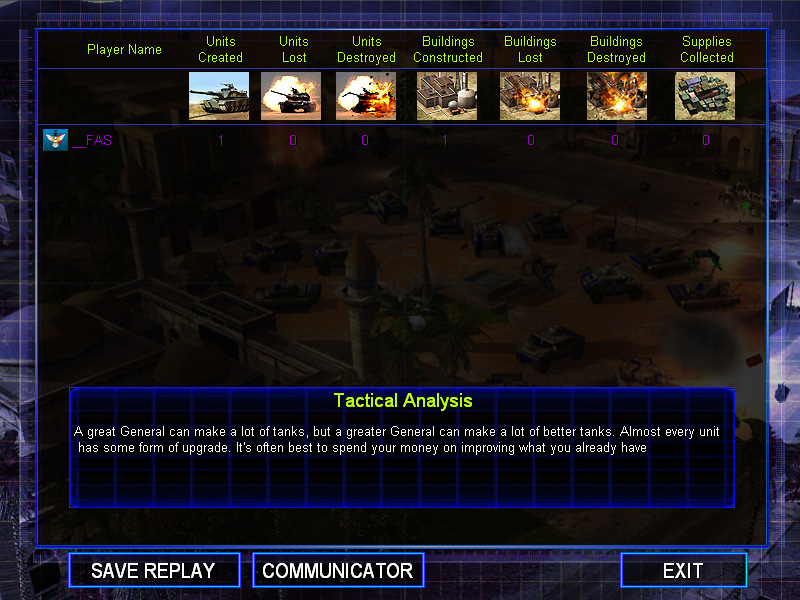 Player Name
Units Created
Units Lost
Units Destroyed
Buildings Constructed
Buildings Lost
Buildings Destroyed
Supplies Collected
__FAS 1 0 0 1 0 0 0
Tactical Analysis
A great General can make a lot of tanks, but a greater General can make a lot of better tanks. Almost every unit
has some form of upgrade. It's often best to spend your money on improving what you already have
SAVE REPLAY
COMMUNICATOR
EXIT